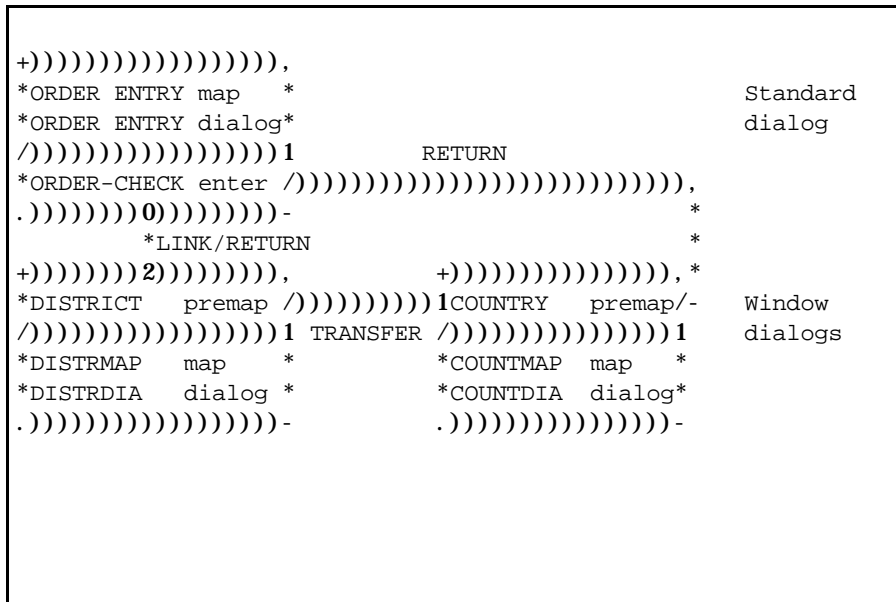 +))))))))))))))))))),
*ORDER ENTRY map   *                                  Standard
*ORDER ENTRY dialog*                                  dialog
/))))))))))))))))))1          RETURN
*ORDER-CHECK enter /))))))))))))))))))))))))))))),
.))))))))0)))))))))-                              *
         *LINK/RETURN                             *
+))))))))2))))))))),           +)))))))))))))))))),*
*DISTRICT   premap /))))))))))1COUNTRY   premap/-   Window
/))))))))))))))))))1 TRANSFER /)))))))))))))))))1    dialogs
*DISTRMAP   map    *          *COUNTMAP  map   *
*DISTRDIA   dialog *          *COUNTDIA  dialog*
.))))))))))))))))))-          .)))))))))))))))))-